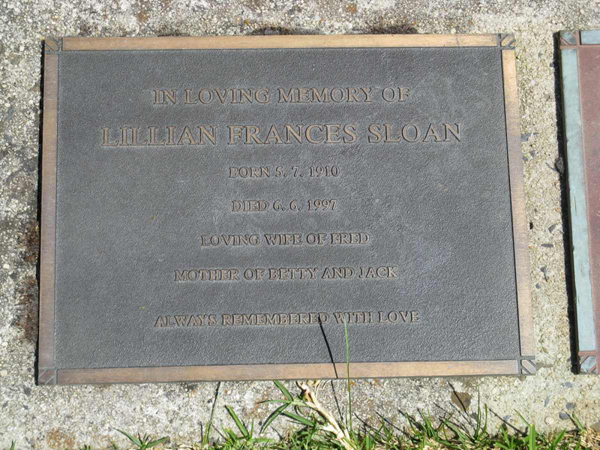 IN LOVING MEMORY OF
LILLIAN FRANCES SLOAN
BORN 5. 7. 1910
DIED 6. 6. 1997
LOVING WIFE OF FRED
MOTHER OF BETTY AND JACK
ALWAYS REMEMBERED WITH LOVE